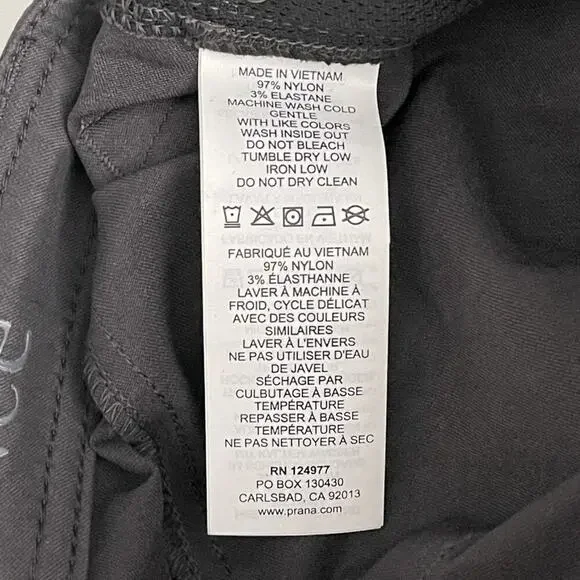 MADE IN VIETNAM
97% NYLON
3% ELASTANE
MACHINE WASH COLD
GENTLE
WITH LIKE COLORS
WASH INSIDE OUT
DO NOT BLEACH
TUMBLE DRY LOW
IRON LOW
DO NOT DRY CLEAN
FABRIQUÉ AU VIETNAM
97% NYLON
3% ÉLASTHANNE
LAVER À MACHINE À
FROID, CYCLE DÉLICAT
AVEC DES COULEURS
SIMILAIRES
LAVER À L'ENVERS
NE PAS UTILISER D'EAU
DE JAVEL
SÉCHAGE PAR
CULBUTAGE À BASSE
TEMPÉRATURE
REPASSER À BASSE
TEMPÉRATURE
NE PAS NETTOYER À SEC
RN 124977
PO BOX 130430
CARLSBAD, CA 92013
www.prana.com